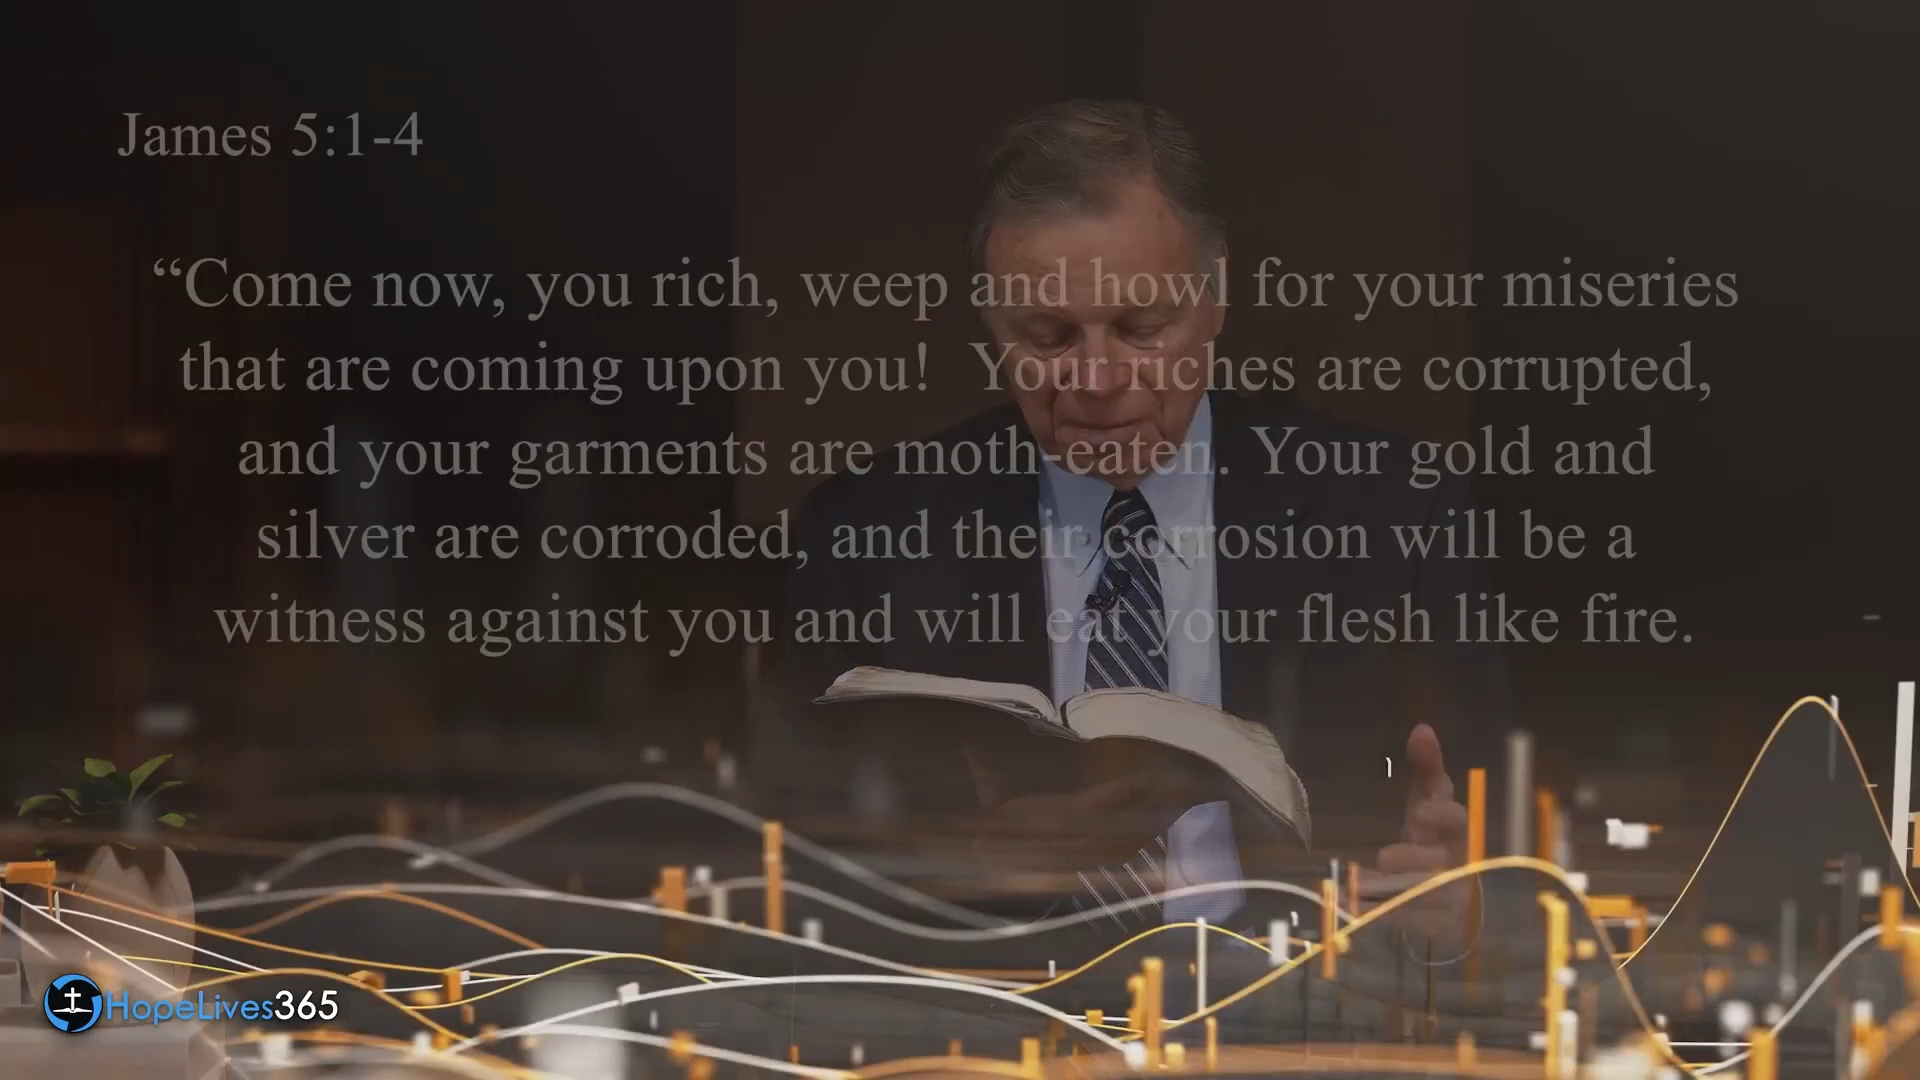 James 5:1-4
“Come now, you rich, weep and howl for your miseries
that are coming upon you!  Your riches are corrupted,
and your garments are moth-eaten. Your gold and
silver are corroded, and their corrosion will be a
witness against you and will eat your flesh like fire.
HopeLives365